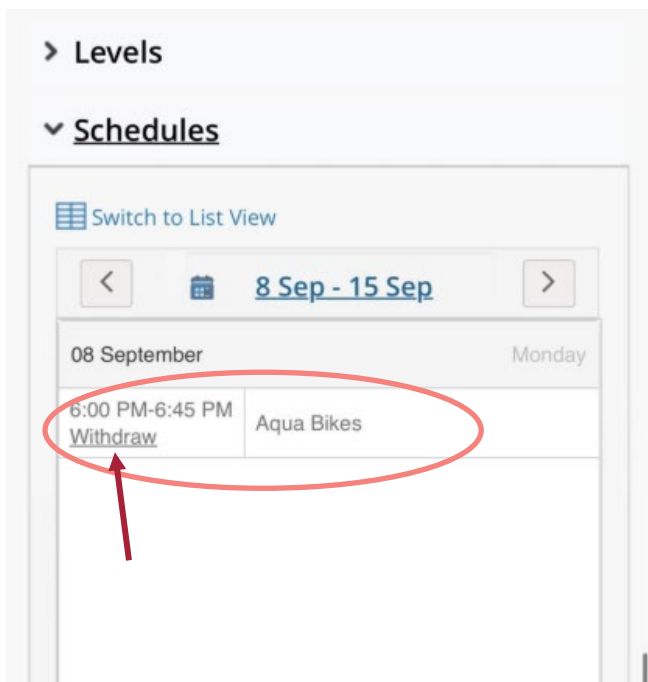 Levels
Schedules
Switch to List View
8 Sep - 15 Sep
08 September Monday
6:00 PM-6:45 PM Aqua Bikes
Withdraw